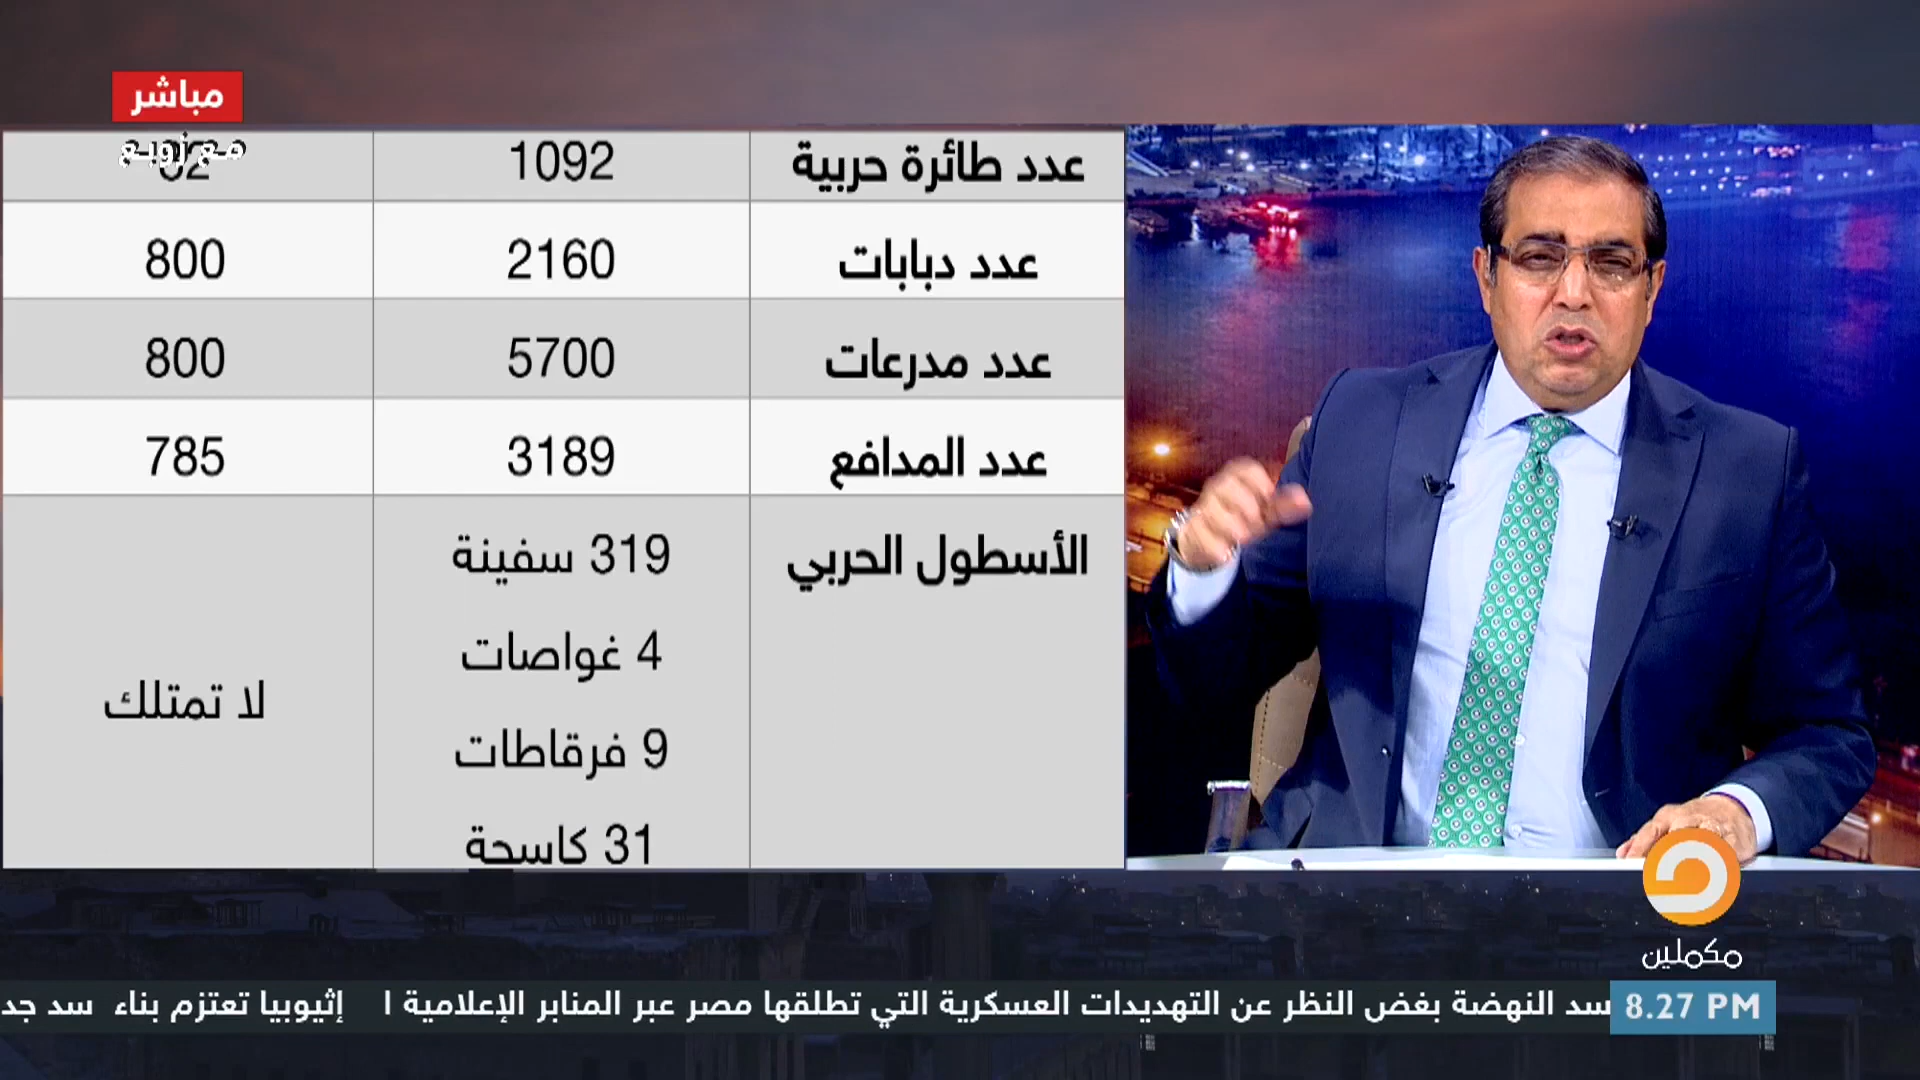 مباشر
مع زوبع
عدد طائرة حربية 1092
عدد دبابات 2160 800
عدد مدرعات 5700 800
عدد المدافع 3189 785
الأسطول الحربي 319 سفينة
4 غواصات
لا تمتلك
9 فرقاطات
31 كاسحة
مكملين
8.27 PM
سد النهضة بغض النظر عن التهديدات العسكرية التي تطلقها مصر عبر المنابر الإعلامية ا إثيوبيا تعتزم بناء سد جد